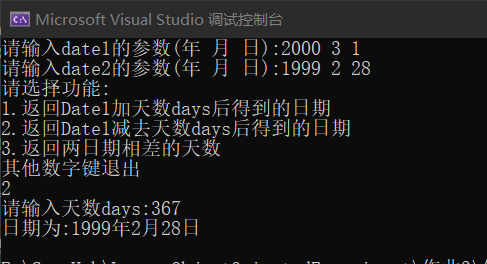 Microsoft Visual Studio 调试控制台
请输入date1的参数(年 月 日):2000 3 1
请输入date2的参数(年 月 日):1999 2 28
请选择功能:
1.返回Date1加天数days后得到的日期
2.返回Date1减去天数days后得到的日期
3.返回两日期相差的天数
其他数字键退出
2
请输入天数days:367
日期为:1999年2月28日